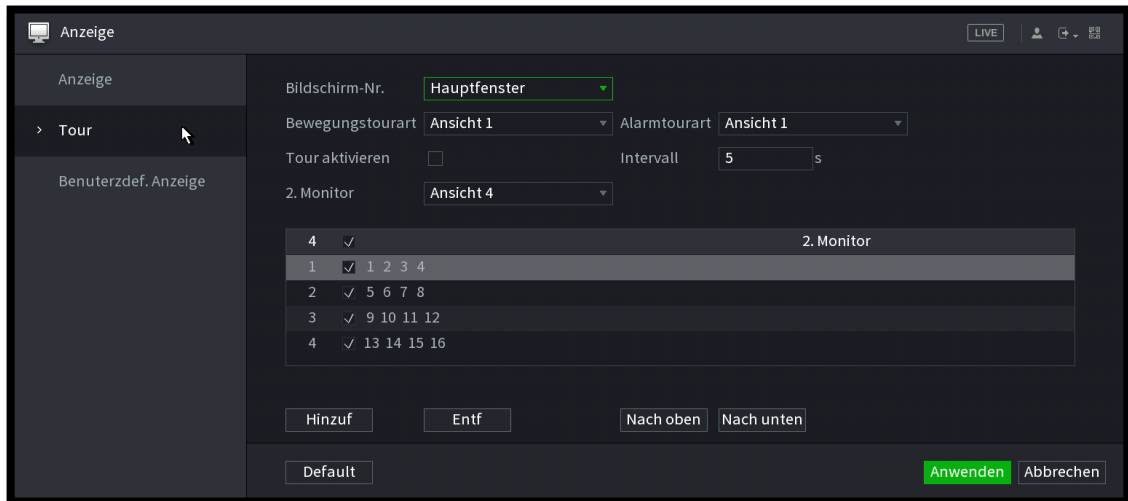 Anzeige LIVE
Anzeige
Tour
Benutzerdef. Anzeige
Bildschirm-Nr. Hauptfenster
Bewegungstourart Ansicht 1 Alarmtourart Ansicht 1
Tour aktivieren Intervall 5 s
2. Monitor Ansicht 4
4 2. Monitor
1 1 2 3 4
2 5 6 7 8
3 9 10 11 12
4 13 14 15 16
Hinzuf Entf Nach oben Nach unten
Default Anwenden Abbrechen